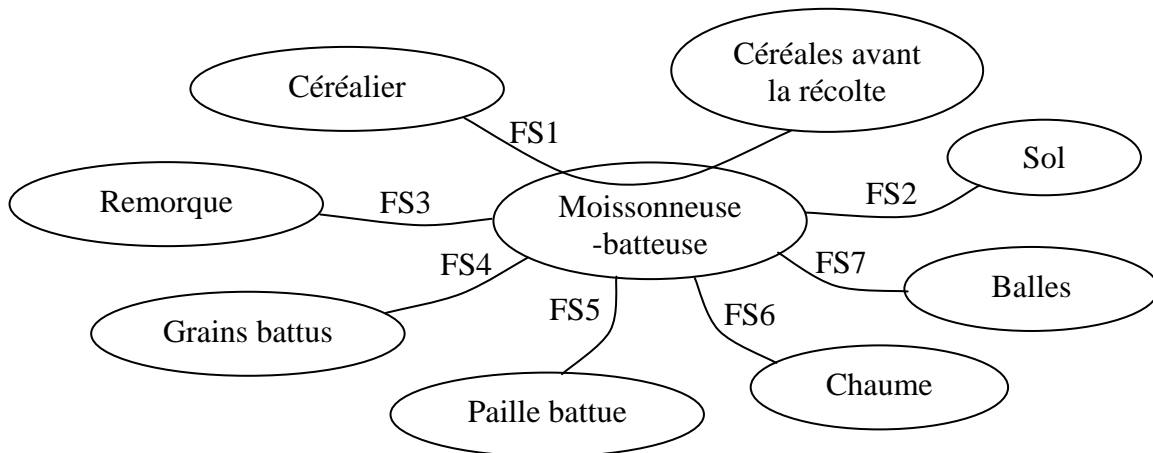 Céréalier
Céréales avant
la récolte
FS1
Sol
Remorque
FS3
Moissonneuse
-batteuse
FS2
FS4
FS7
Balles
Grains battus
FS5
FS6
Paille battue
Chaume